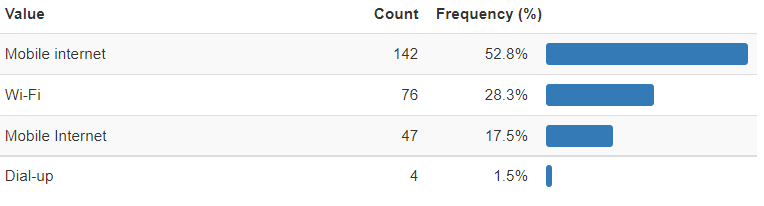 Value Count Frequency (%)
Mobile internet 142 52.8%
Wi-Fi 76 28.3%
Mobile Internet 47 17.5%
Dial-up 4 1.5%